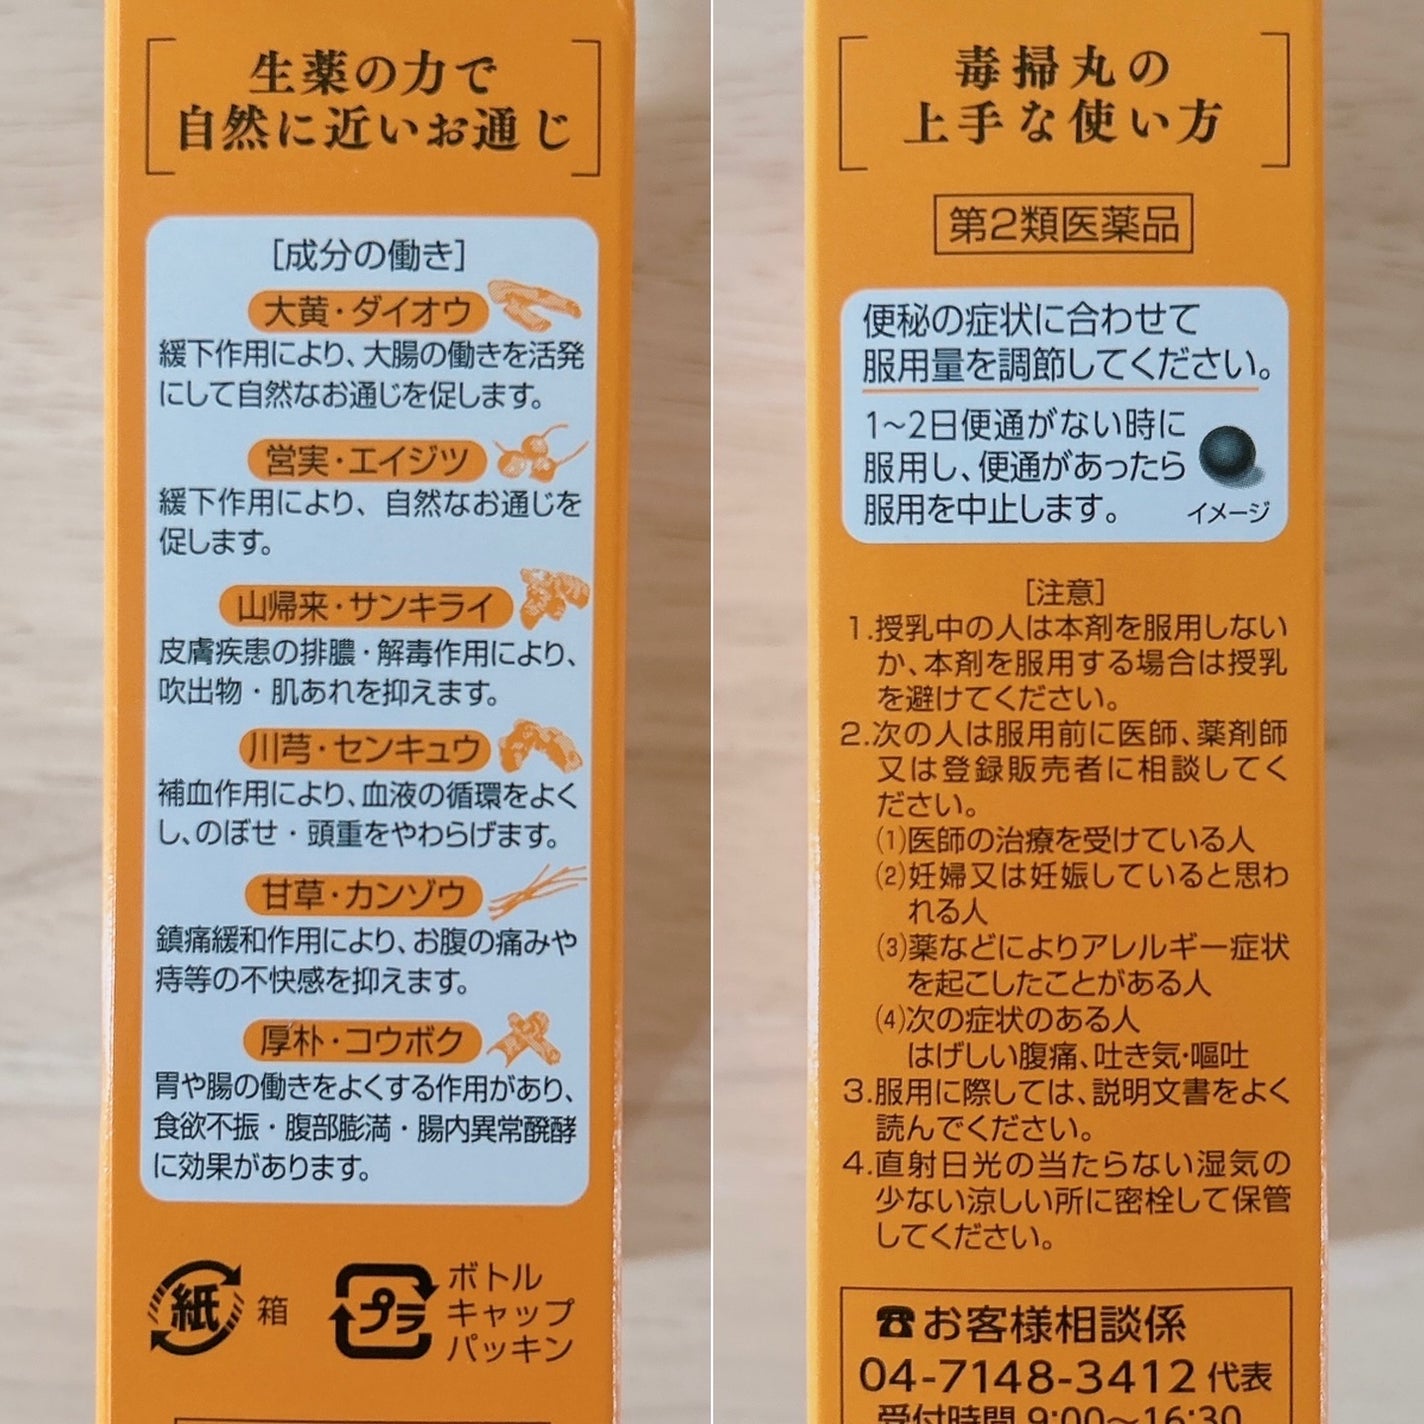 生薬の力で
自然に近いお通じ
[成分の働き]
大黄・ダイオウ
緩下作用により、大腸の働きを活発
にして自然なお通じを促します。
営実・エイジツ
緩下作用により、自然なお通じを
促します。
山帰来・サンキライ
皮膚疾患の排膿・解毒作用により、
吹出物・肌あれを抑えます。
川芎・センキュウ
補血作用により、血液の循環をよく
し、のぼせ・頭重をやわらげます。
甘草・カンゾウ
鎮痛緩和作用により、お腹の痛みや
痔等の不快感を抑えます。
厚朴・コウボク
胃や腸の働きをよくする作用があり、
食欲不振・腹部膨満・腸内異常醗酵
に効果があります。
紙 箱
プラ ボトル
キャップ
パッキン
毒掃丸の
上手な使い方
第2類医薬品
便秘の症状に合わせて
服用量を調節してください。
1〜2日便通がない時に
服用し、便通があったら
服用を中止します。
イメージ
[注意]
1.授乳中の人は本剤を服用しない
か、本剤を服用する場合は授乳
を避けてください。
2.次の人は服用前に医師、薬剤師
又は登録販売者に相談してく
ださい。
(1)医師の治療を受けている人
(2)妊婦又は妊娠していると思わ
れる人
(3)薬などによりアレルギー症状
を起こしたことがある人
(4)次の症状のある人
はげしい腹痛、吐き気・嘔吐
3.服用に際しては、説明文書をよく
読んでください。
4.直射日光の当たらない湿気の
少ない涼しい所に密栓して保管
してください。
☎お客様相談係
04-7148-3412 代表
受付時間 9:00〜16:30